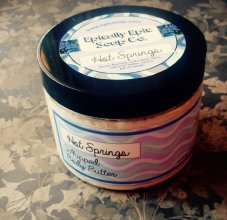 Epically Epic
Soap Co.
Hot Springs
Hot Springs
Whipped
Body Butter